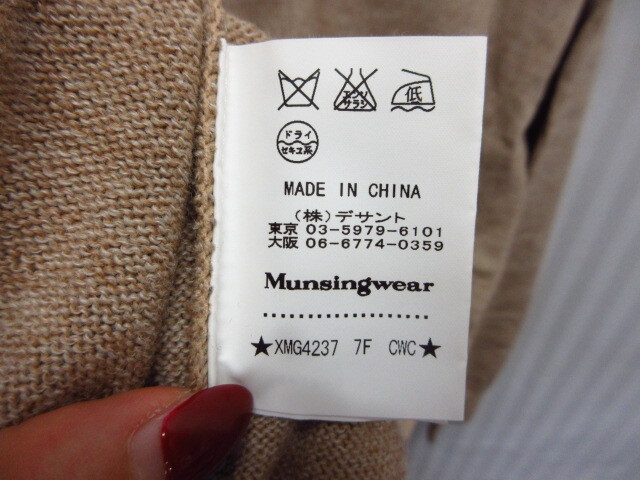 エンソ
サラシ
低
ドライ
セキユ系
MADE IN CHINA
(株)デサント
東京 03-5979-6101
大阪 06-6774-0359
Munsingwear
★XMG4237 7F CWC★